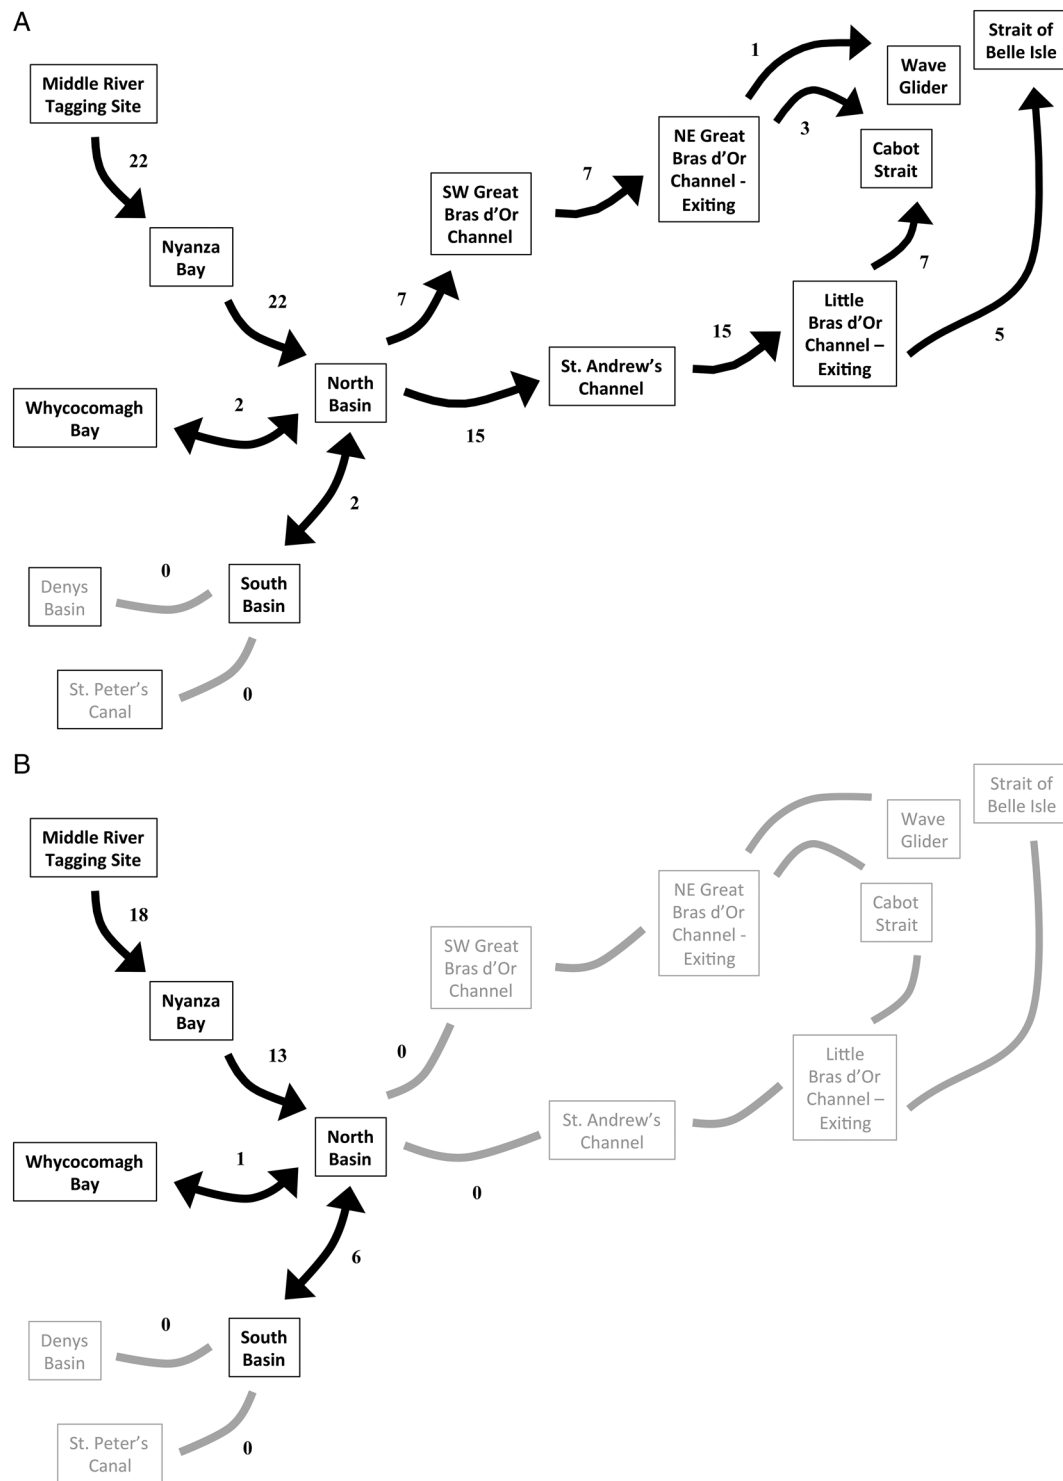 A
Middle River
Tagging Site
22
Nyanza
Bay
22
North
Basin
Whycocomagh
Bay
2
2
South
Basin
Denys
Basin
0
St. Peter's
Canal
0
7
SW Great
Bras d'Or
Channel
7
NE Great
Bras d'Or
Channel -
Exiting
1
Wave
Glider
3
Cabot
Strait
Strait of
Belle Isle
15
St. Andrew's
Channel
15
Little
Bras d'Or
Channel –
Exiting
7
5
B
Middle River
Tagging Site
18
Nyanza
Bay
13
North
Basin
Whycocomagh
Bay
1
6
South
Basin
Denys
Basin
0
St. Peter's
Canal
0
0
SW Great
Bras d'Or
Channel
NE Great
Bras d'Or
Channel -
Exiting
Wave
Glider
Cabot
Strait
Strait of
Belle Isle
0
St. Andrew's
Channel
Little
Bras d'Or
Channel –
Exiting